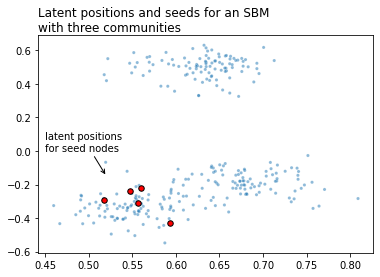 Latent positions and seeds for an SBM
with three communities
0.6
0.4
0.2
0.0
latent positions
for seed nodes
−0.2
−0.4
−0.6
0.45 0.50 0.55 0.60 0.65 0.70 0.75 0.80